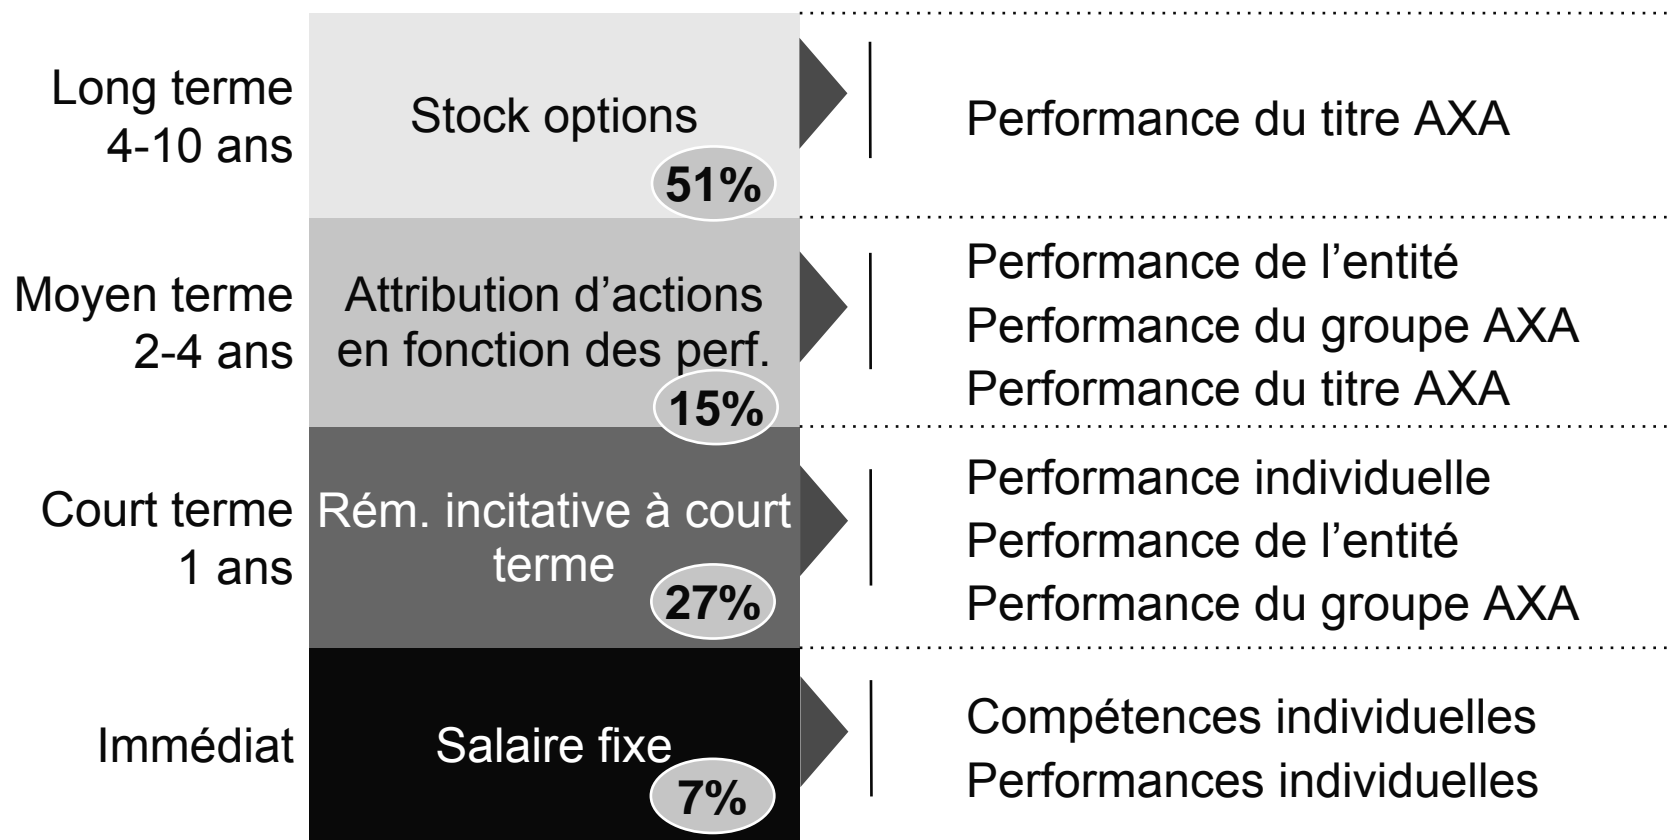 Long terme
4-10 ans
Stock options
51%
Performance du titre AXA
Moyen terme
2-4 ans
Attribution d’actions
en fonction des perf.
15%
Performance de l’entité
Performance du groupe AXA
Performance du titre AXA
Court terme
1 ans
Rém. incitative à court
terme
27%
Performance individuelle
Performance de l’entité
Performance du groupe AXA
Immédiat
Salaire fixe
7%
Compétences individuelles
Performances individuelles